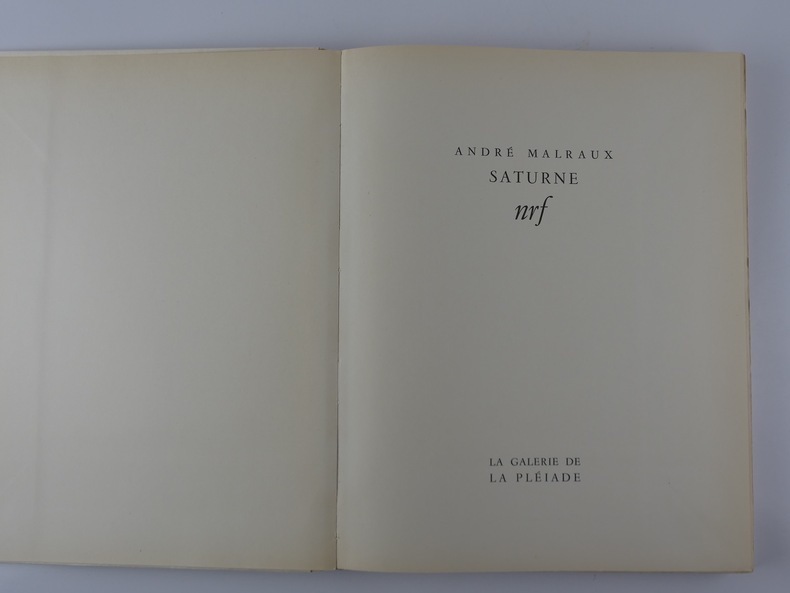 ANDRÉ MALRAUX
SATURNE
nrf
LA GALERIE DE
LA PLÉIADE